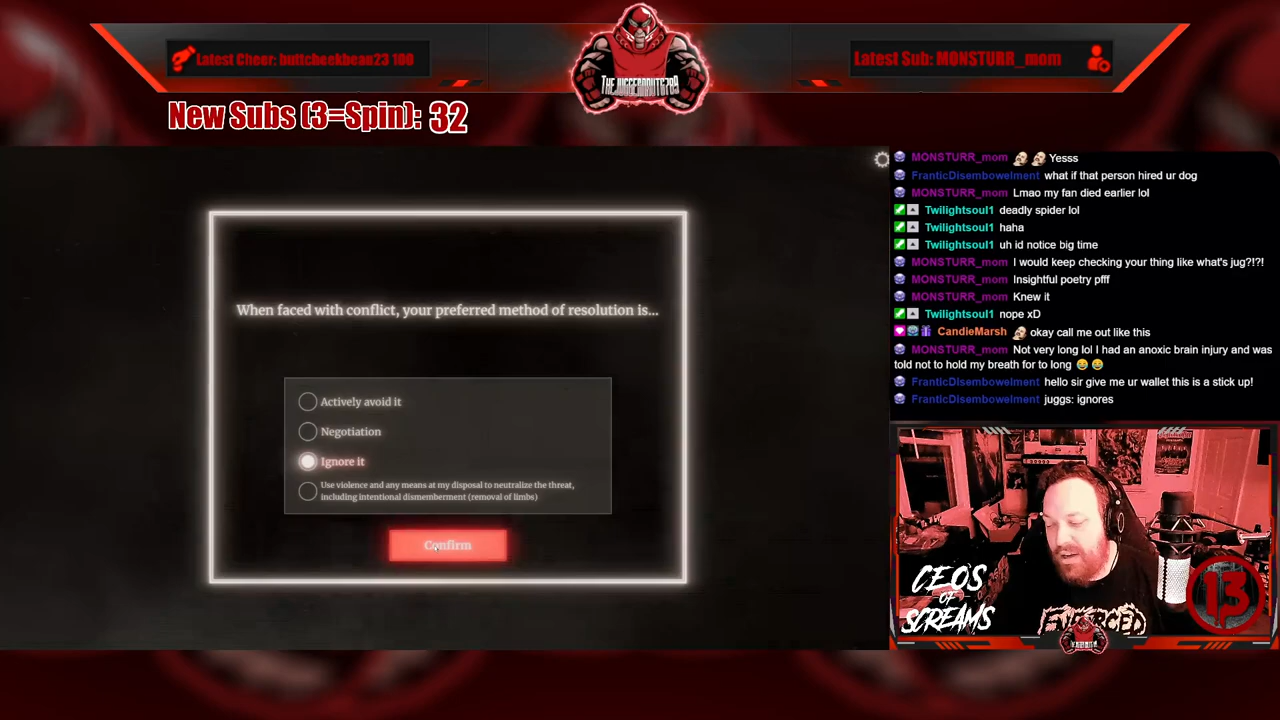 Latest Cheer: buttcheekbeau23 100
THEJUGGERNAUT6789
Latest Sub: MONSTURR_mom
New Subs (3=Spin): 32
When faced with conflict, your preferred method of resolution is...
Actively avoid it
Negotiation
Ignore it
Use violence and any means at my disposal to neutralize the threat,
including intentional dismemberment (removal of limbs)
Confirm
MONSTURR_mom Yesss
FranticDisembowelment what if that person hired ur dog
MONSTURR_mom Lmao my fan died earlier lol
Twilightsoul1 deadly spider lol
Twilightsoul1 haha
Twilightsoul1 uh id notice big time
MONSTURR_mom I would keep checking your thing like what's jug?!?!
MONSTURR_mom Insightful poetry pfff
MONSTURR_mom Knew it
Twilightsoul1 nope xD
CandieMarsh okay call me out like this
MONSTURR_mom Not very long lol I had an anoxic brain injury and was
told not to hold my breath for to long
FranticDisembowelment hello sir give me ur wallet this is a stick up!
FranticDisembowelment juggs: ignores
CEOS
OF
SCREAMS
13